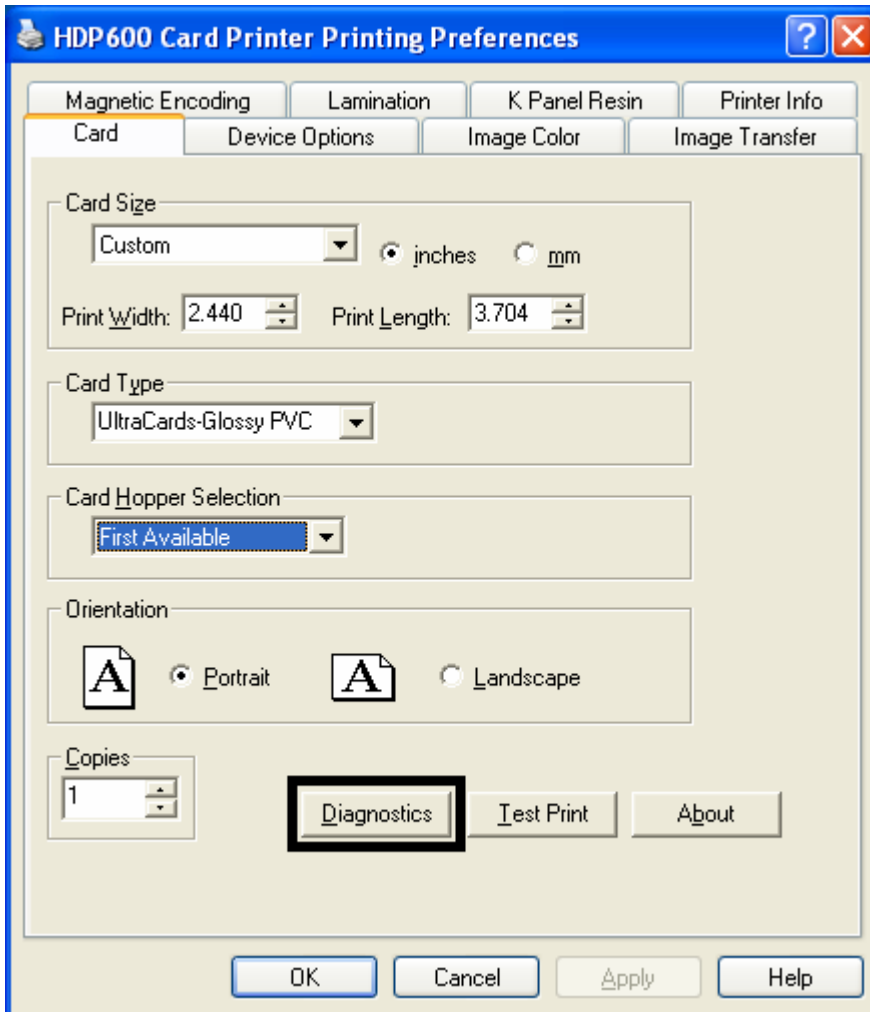 HDP600 Card Printer Printing Preferences
Magnetic Encoding Lamination K Panel Resin Printer Info
Card Device Options Image Color Image Transfer
Card Size
Custom inches mm
Print Width: 2.440 Print Length: 3.704
Card Type
UltraCards-Glossy PVC
Card Hopper Selection
First Available
Orientation
A Portrait A Landscape
Copies
1 Diagnostics Test Print About
OK Cancel Apply Help